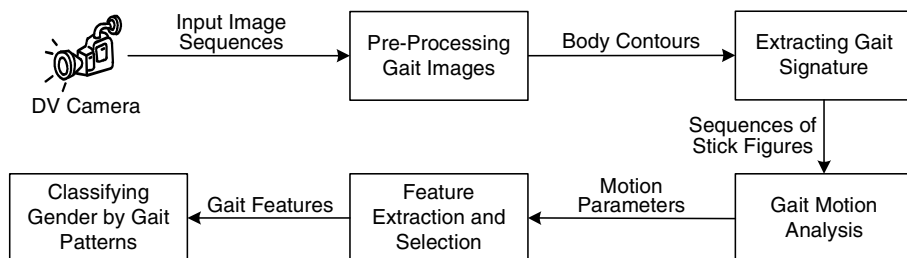 Input Image
Sequences
DV Camera
Pre-Processing
Gait Images
Body Contours
Extracting Gait
Signature
Sequences of
Stick Figures
Gait Motion
Analysis
Motion
Parameters
Feature
Extraction and
Selection
Gait Features
Classifying
Gender by Gait
Patterns